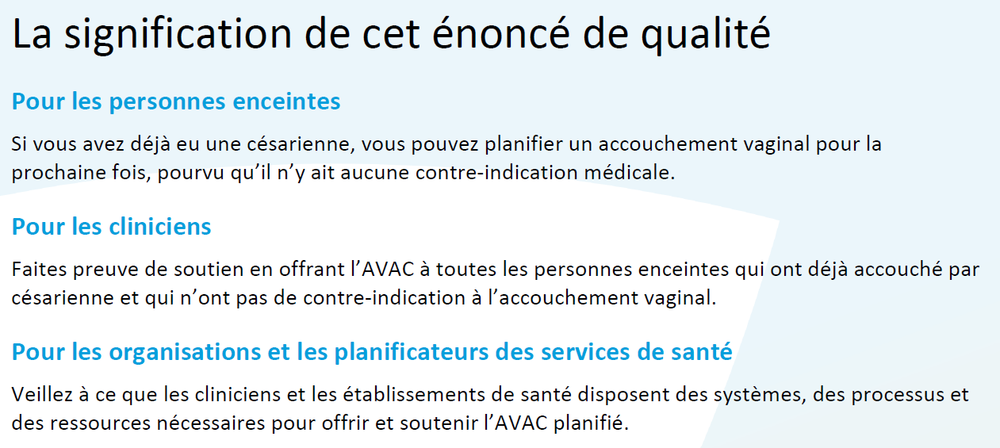 La signification de cet énoncé de qualité
Pour les personnes enceintes
Si vous avez déjà eu une césarienne, vous pouvez planifier un accouchement vaginal pour la
prochaine fois, pourvu qu’il n’y ait aucune contre-indication médicale.
Pour les cliniciens
Faites preuve de soutien en offrant l’AVAC à toutes les personnes enceintes qui ont déjà accouché par
césarienne et qui n’ont pas de contre-indication à l’accouchement vaginal.
Pour les organisations et les planificateurs des services de santé
Veillez à ce que les cliniciens et les établissements de santé disposent des systèmes, des processus et
des ressources nécessaires pour offrir et soutenir l’AVAC planifié.